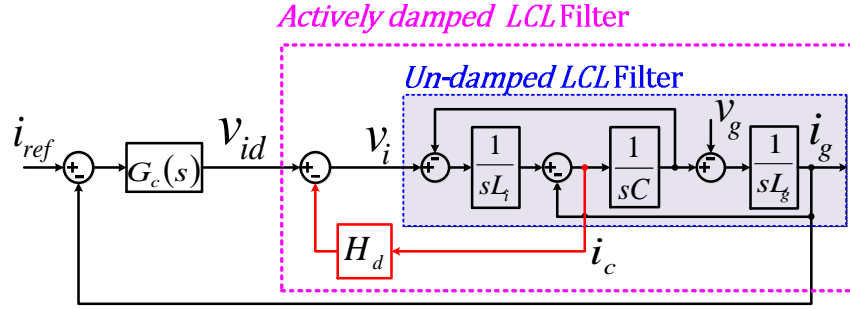 Actively damped LCL Filter
Un-damped LCL Filter
i_ref
G_c(s)
v_id
v_i
1/sL_i
1/sC
v_g
1/sL_g
i_g
H_d
i_c